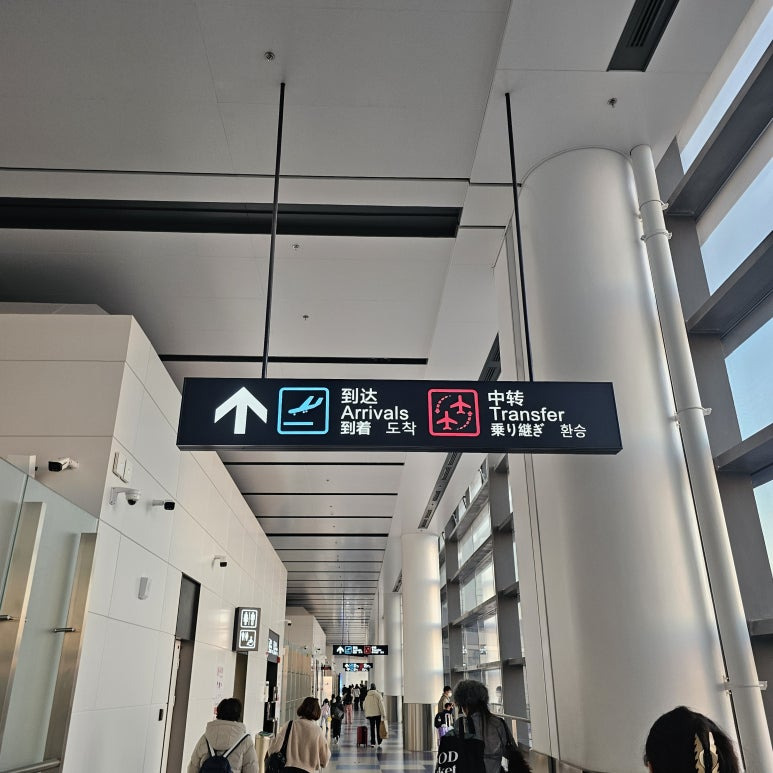 到达
Arrivals
到着 도착
中转
Transfer
乗り継ぎ 환승